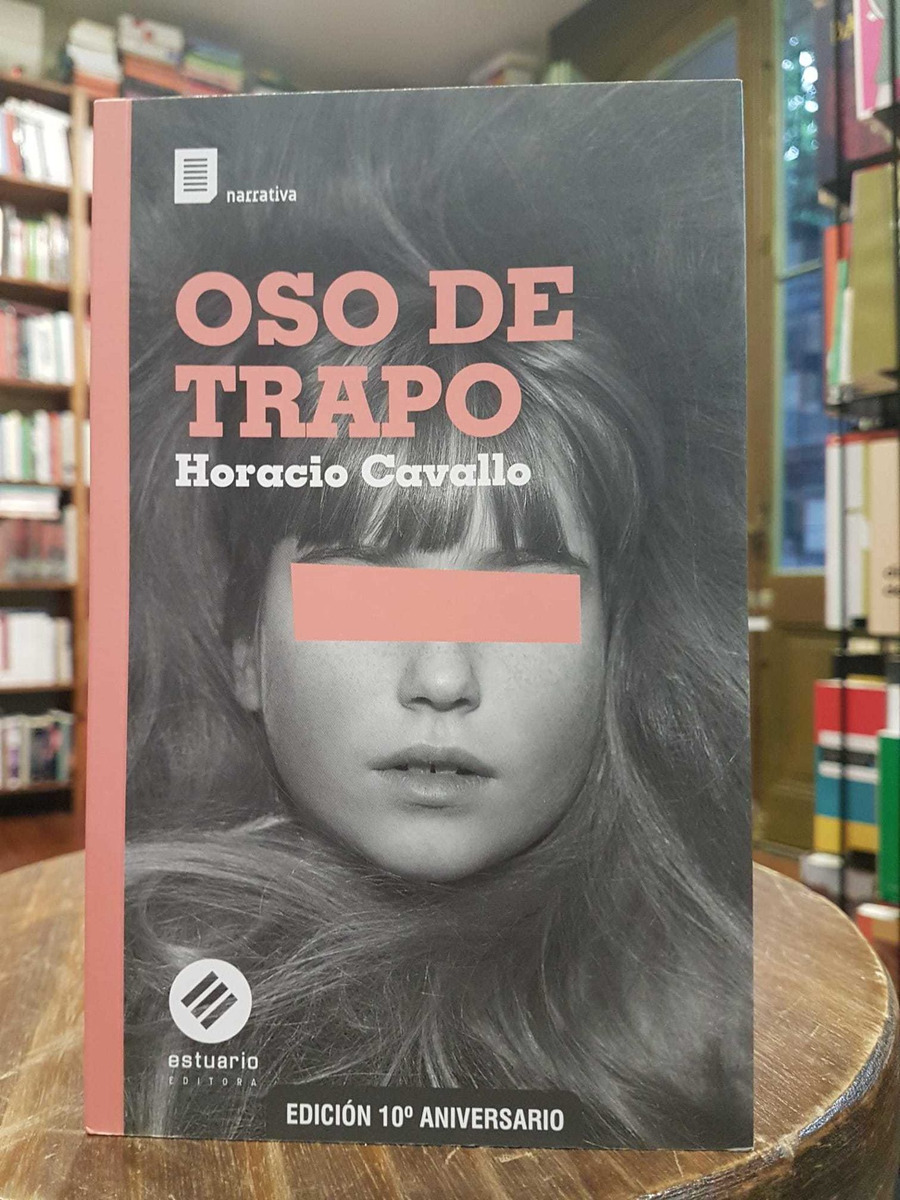 narrativa
OSO DE
TRAPO
Horacio Cavallo
estuario
EDITORA
EDICIÓN 10º ANIVERSARIO